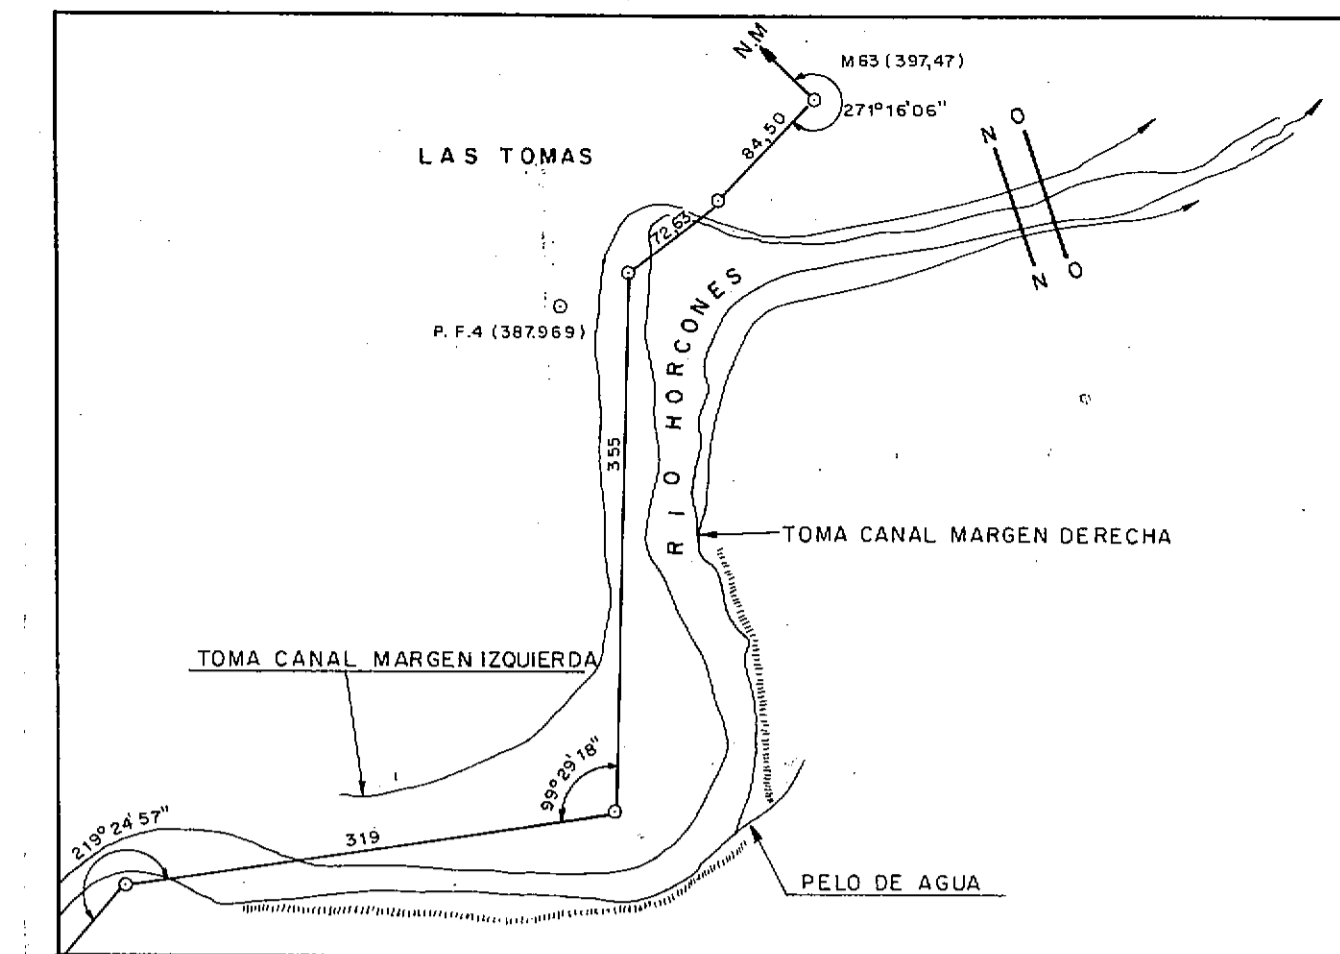 N.M
M63 (397,47)
271°16'06"
84,50
LAS TOMAS
72,63
N O
N O
P. F.4 (387.969)
RIO HORCONES
355
TOMA CANAL MARGEN DERECHA
TOMA CANAL MARGEN IZQUIERDA
99°29'18"
219°24'57"
319
PELO DE AGUA